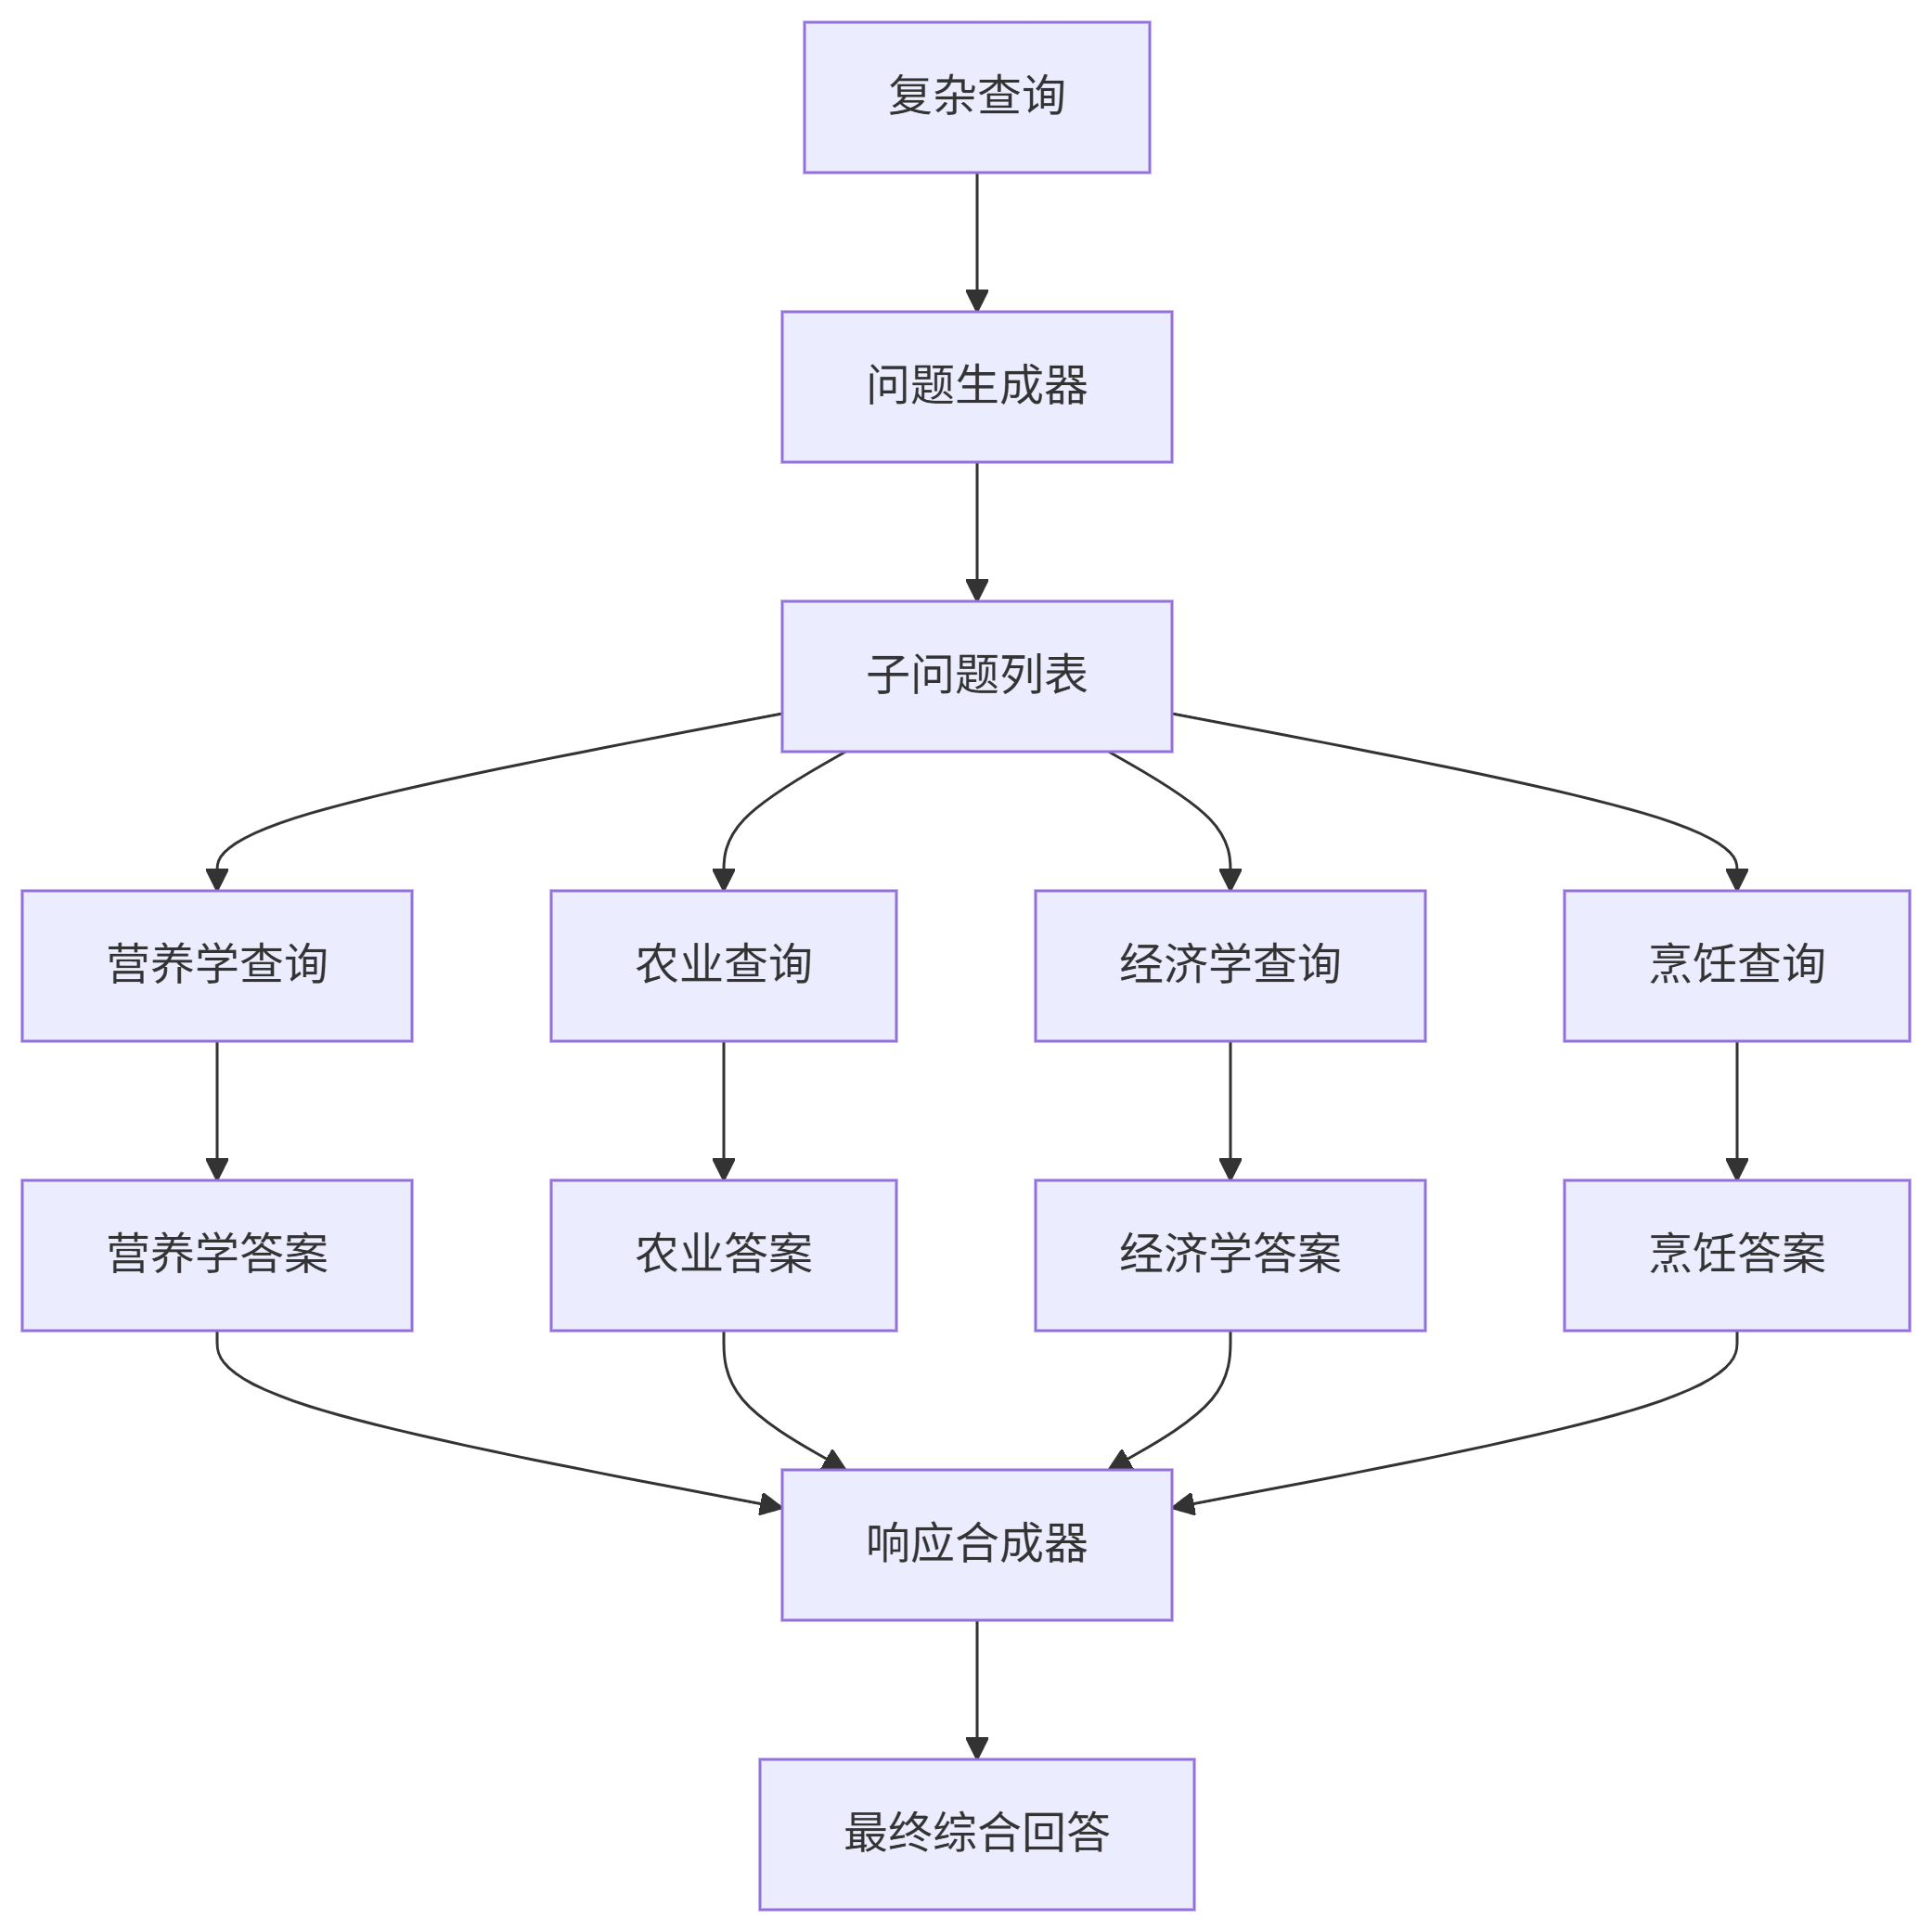 复杂查询
问题生成器
子问题列表
营养学查询
农业查询
经济学查询
烹饪查询
营养学答案
农业答案
经济学答案
烹饪答案
响应合成器
最终综合回答